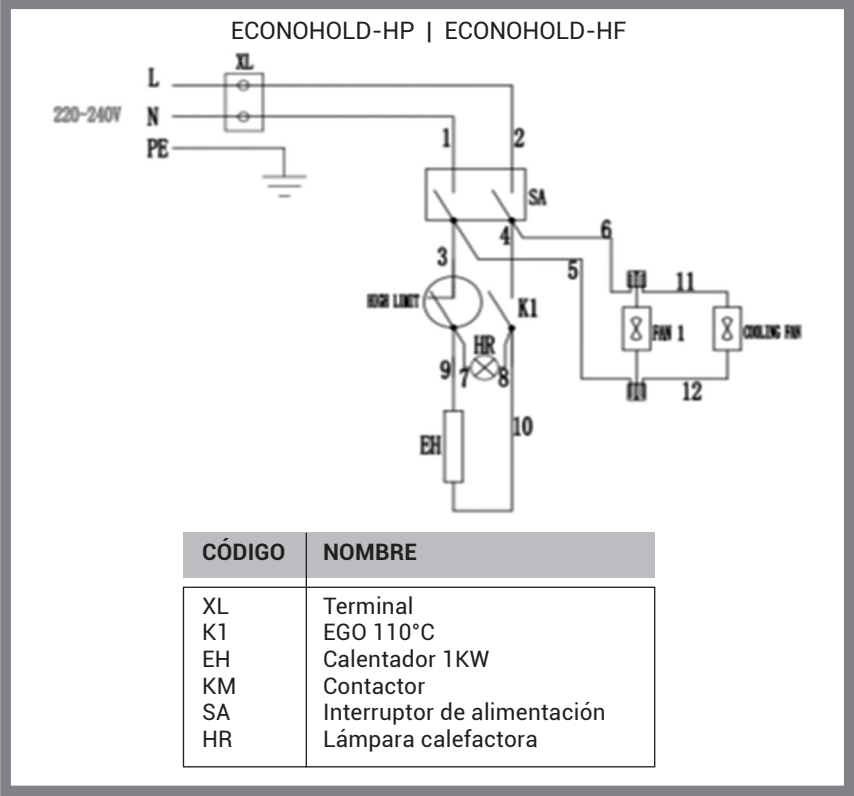 ECONOHOLD-HP | ECONOHOLD-HF
XL
L
220-240V
N
PE
1
2
SA
3
4
5
6
HIGH LIMIT
K1
11
FAN 1
COOLING FAN
HR
9
7
8
12
10
EH
CÓDIGO NOMBRE
XL Terminal
K1 EGO 110°C
EH Calentador 1KW
KM Contactor
SA Interruptor de alimentación
HR Lámpara calefactora